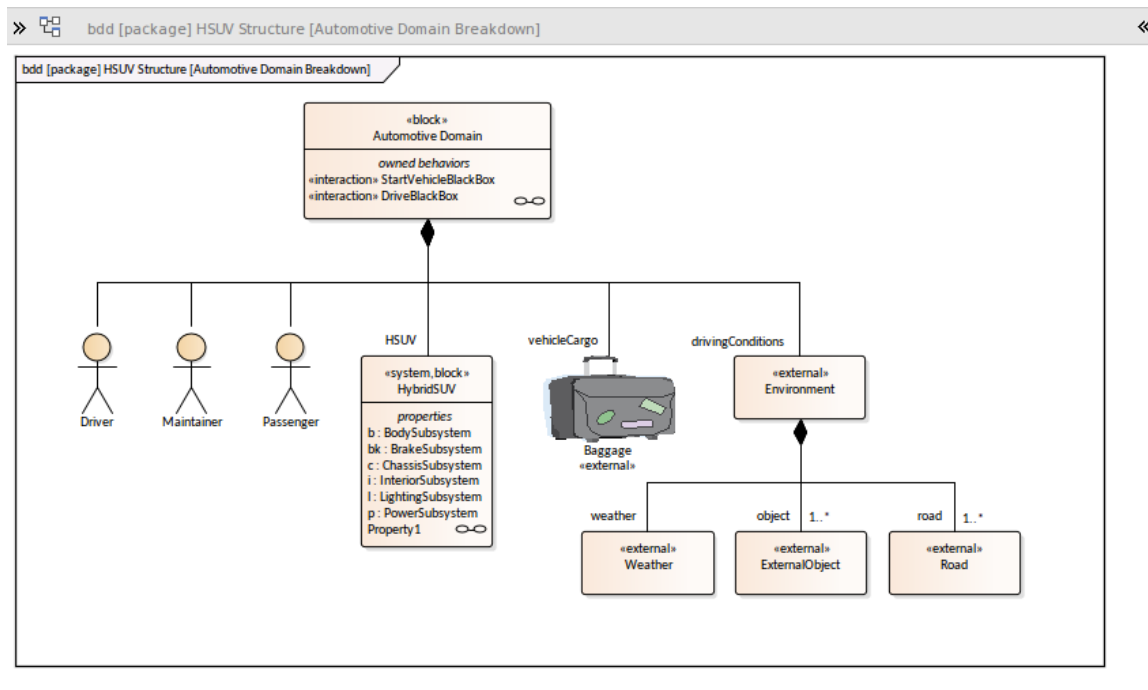 bdd [package] HSUV Structure [Automotive Domain Breakdown]
bdd [package] HSUV Structure [Automotive Domain Breakdown]
«block»
Automotive Domain
owned behaviors
«interaction» StartVehicleBlackBox
«interaction» DriveBlackBox
Driver
Maintainer
Passenger
HSUV
«system,block»
HybridSUV
properties
b : BodySubsystem
bk : BrakeSubsystem
c : ChassisSubsystem
i : InteriorSubsystem
l : LightingSubsystem
p : PowerSubsystem
Property1
vehicleCargo
Baggage
«external»
drivingConditions
«external»
Environment
weather
«external»
Weather
object
1..*
«external»
ExternalObject
road
1..*
«external»
Road